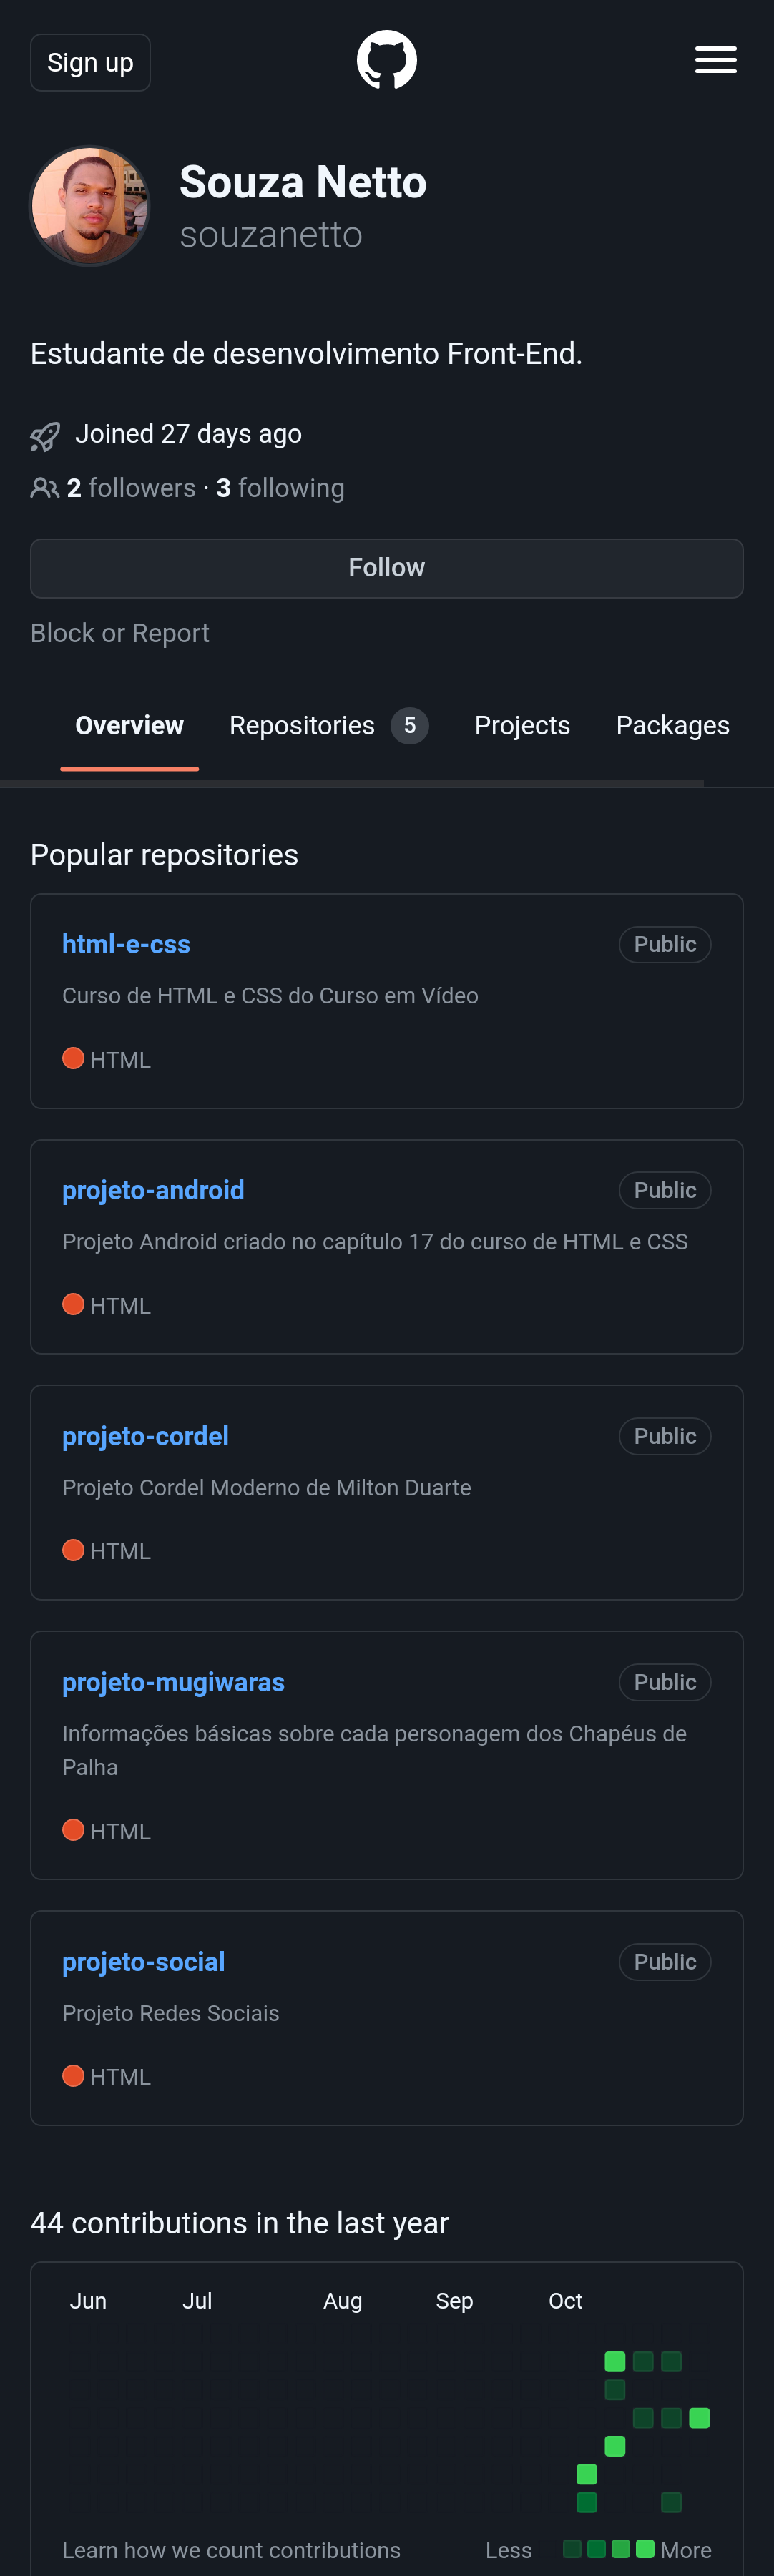 Sign up
Souza Netto
souzanetto
Estudante de desenvolvimento Front-End.
Joined 27 days ago
2 followers · 3 following
Follow
Block or Report
Overview Repositories 5 Projects Packages
Popular repositories
html-e-css Public
Curso de HTML e CSS do Curso em Vídeo
HTML
projeto-android Public
Projeto Android criado no capítulo 17 do curso de HTML e CSS
HTML
projeto-cordel Public
Projeto Cordel Moderno de Milton Duarte
HTML
projeto-mugiwaras Public
Informações básicas sobre cada personagem dos Chapéus de
Palha
HTML
projeto-social Public
Projeto Redes Sociais
HTML
44 contributions in the last year
Jun Jul Aug Sep Oct
Learn how we count contributions Less More